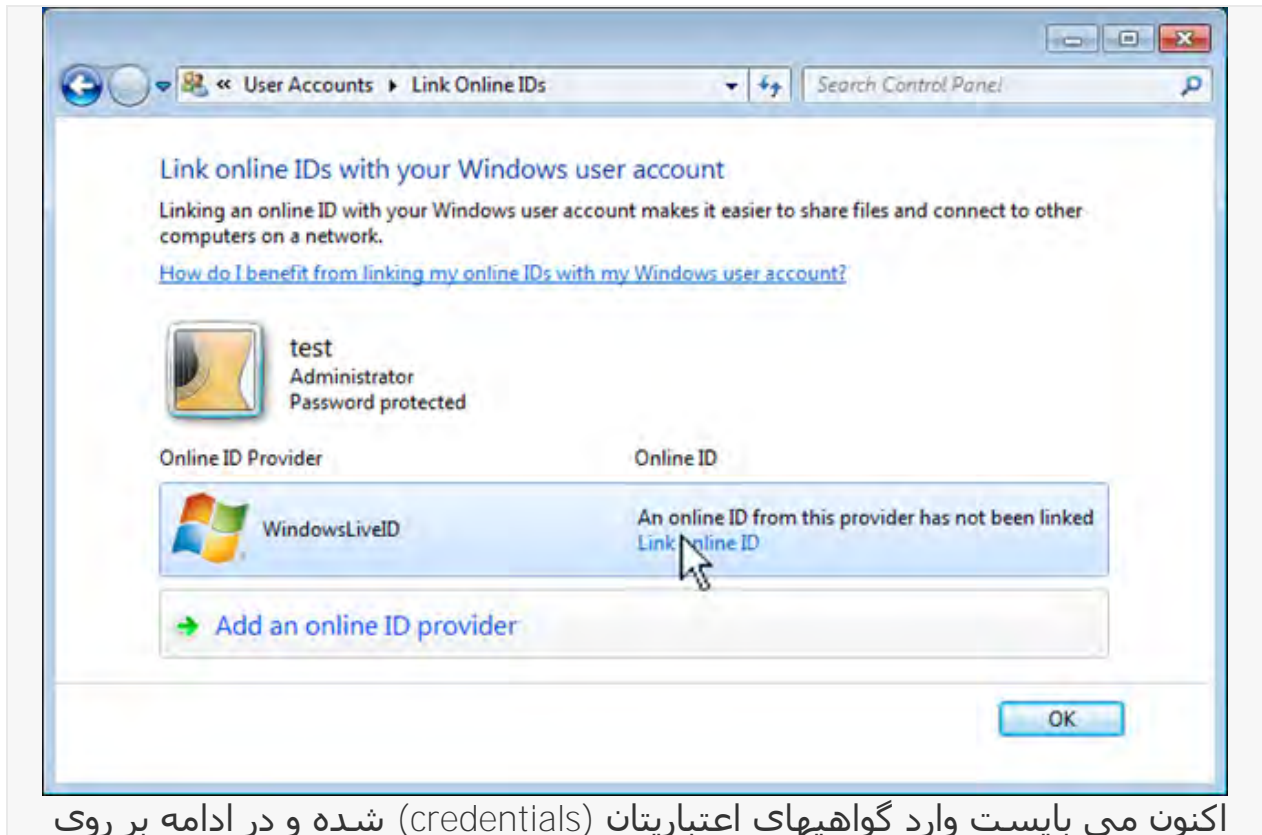 « User Accounts ▸ Link Online IDs
Search Control Panel
Link online IDs with your Windows user account
Linking an online ID with your Windows user account makes it easier to share files and connect to other
computers on a network.
How do I benefit from linking my online IDs with my Windows user account?
test
Administrator
Password protected
Online ID Provider
Online ID
WindowsLiveID
An online ID from this provider has not been linked
Link online ID
Add an online ID provider
OK
اکنون می بایست وارد گواهیهای اعتباریتان (credentials) شده و در ادامه بر روی